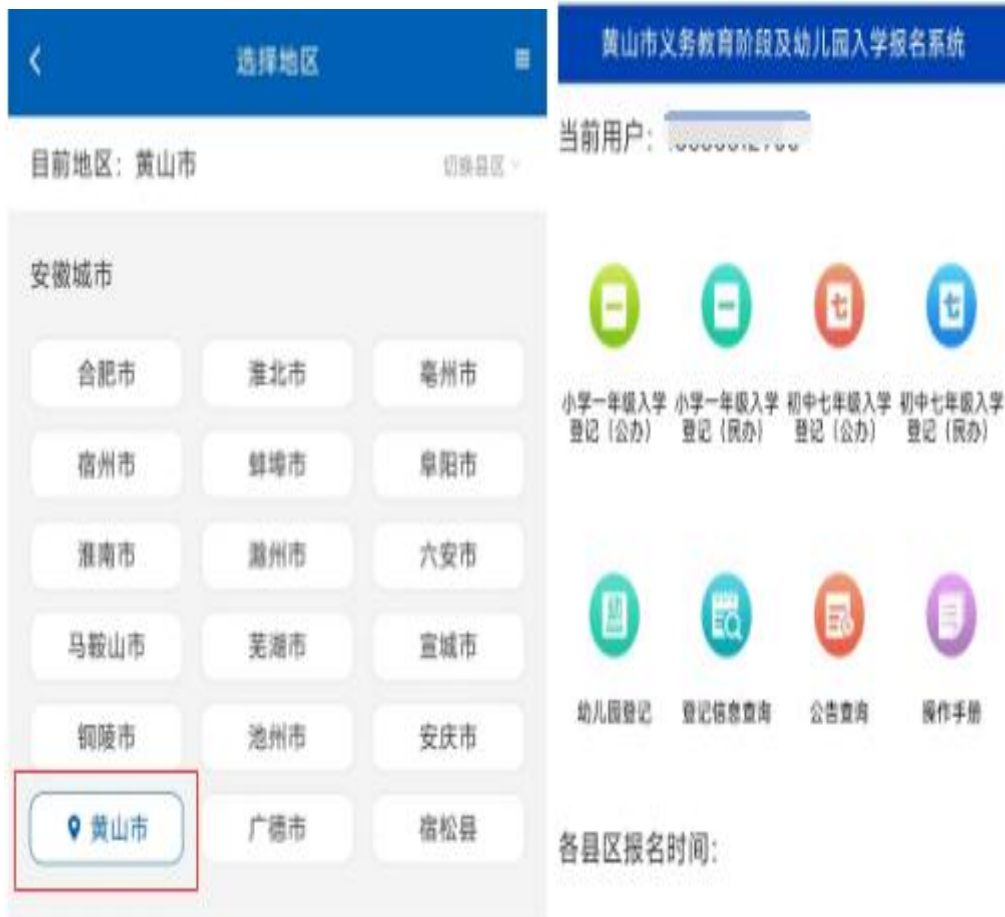 选择地区
目前地区：黄山市
切换县区
安徽城市
合肥市 淮北市 亳州市
宿州市 蚌埠市 阜阳市
淮南市 滁州市 六安市
马鞍山市 芜湖市 宣城市
铜陵市 池州市 安庆市
黄山市 广德市 宿松县
黄山市义务教育阶段及幼儿园入学报名系统
当前用户：
小学一年级入学登记（公办）
小学一年级入学登记（民办）
初中七年级入学登记（公办）
初中七年级入学登记（民办）
幼儿园登记 登记信息查询 公告查询 操作手册
各县区报名时间：